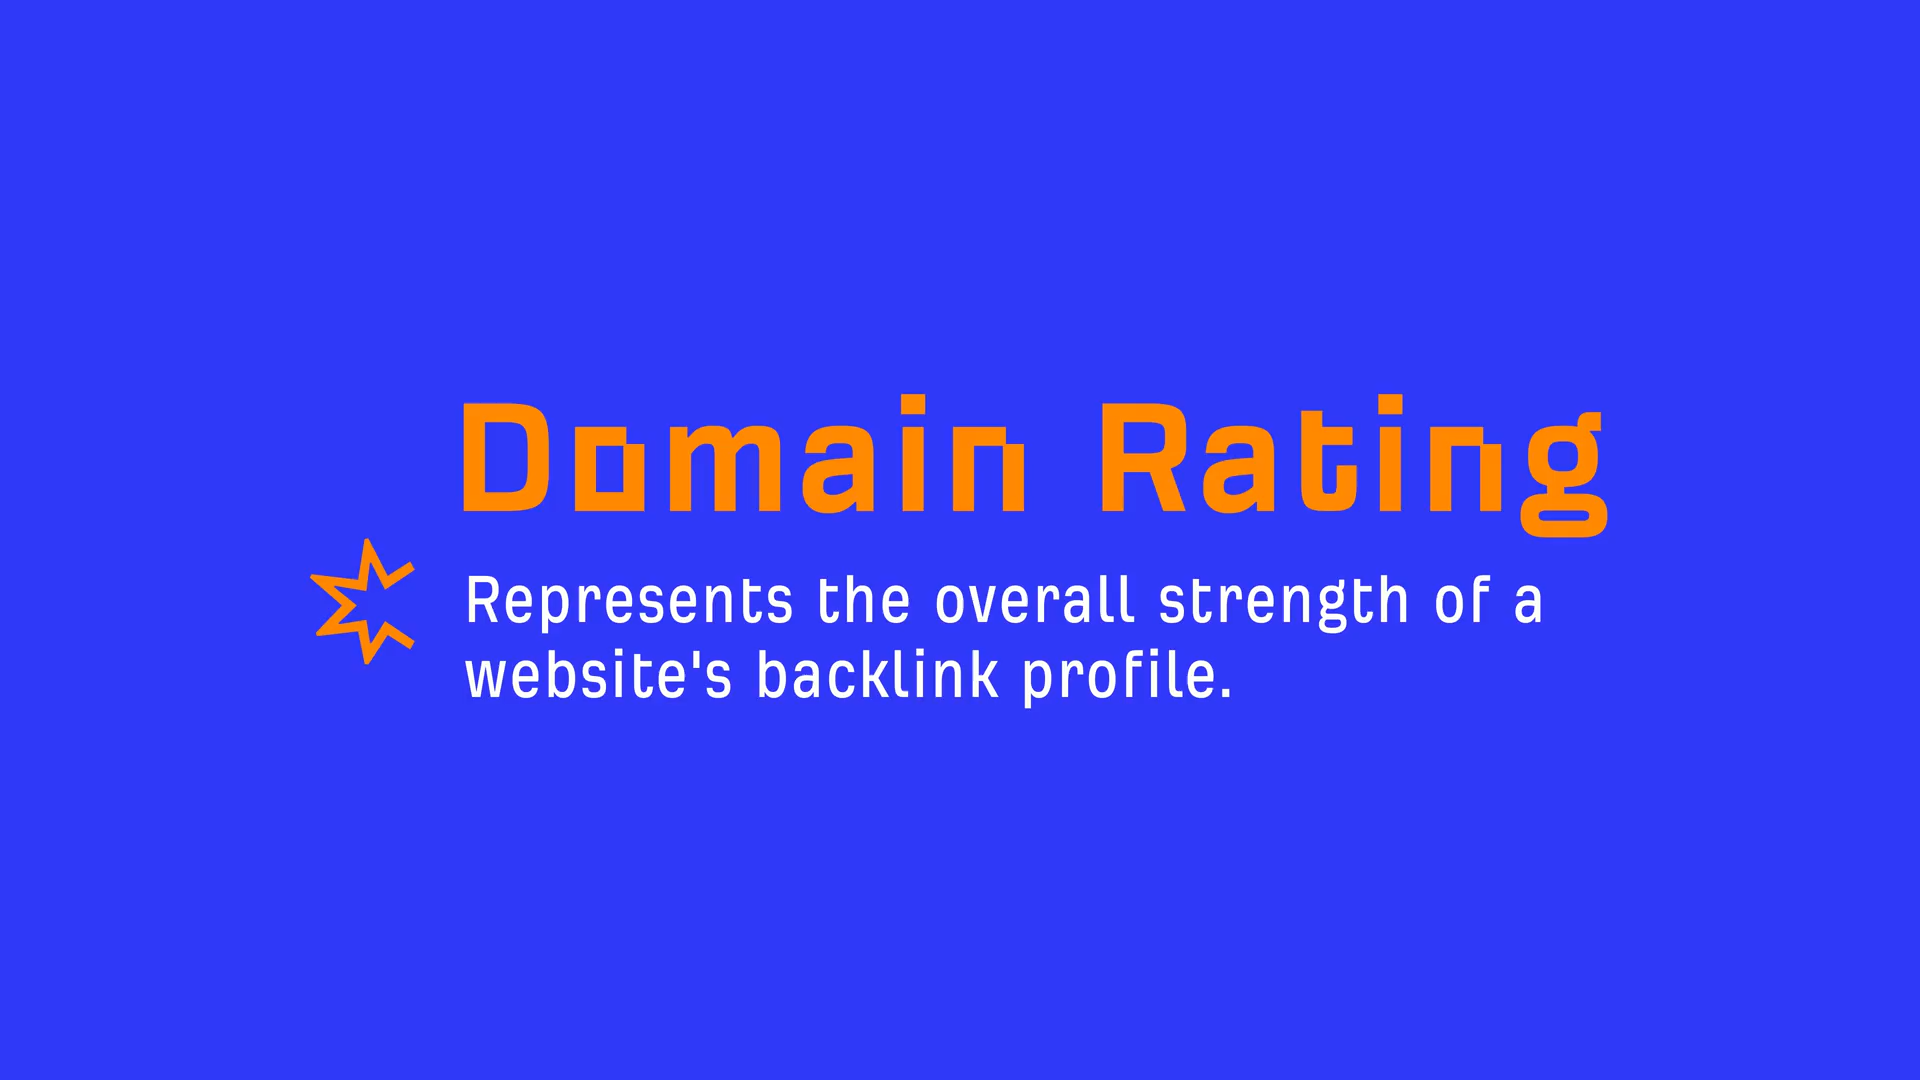 Domain Rating
Represents the overall strength of a
website's backlink profile.